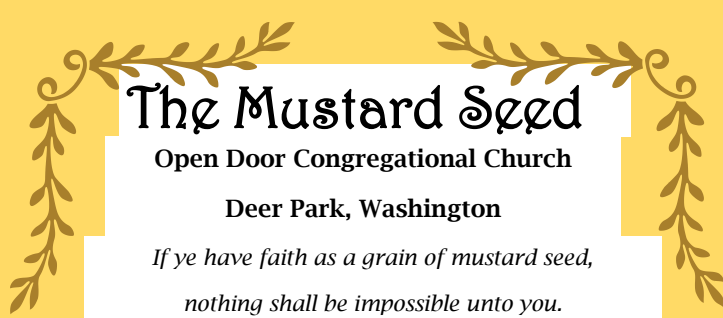 The Mustard Seed
Open Door Congregational Church
Deer Park, Washington
If ye have faith as a grain of mustard seed,
nothing shall be impossible unto you.